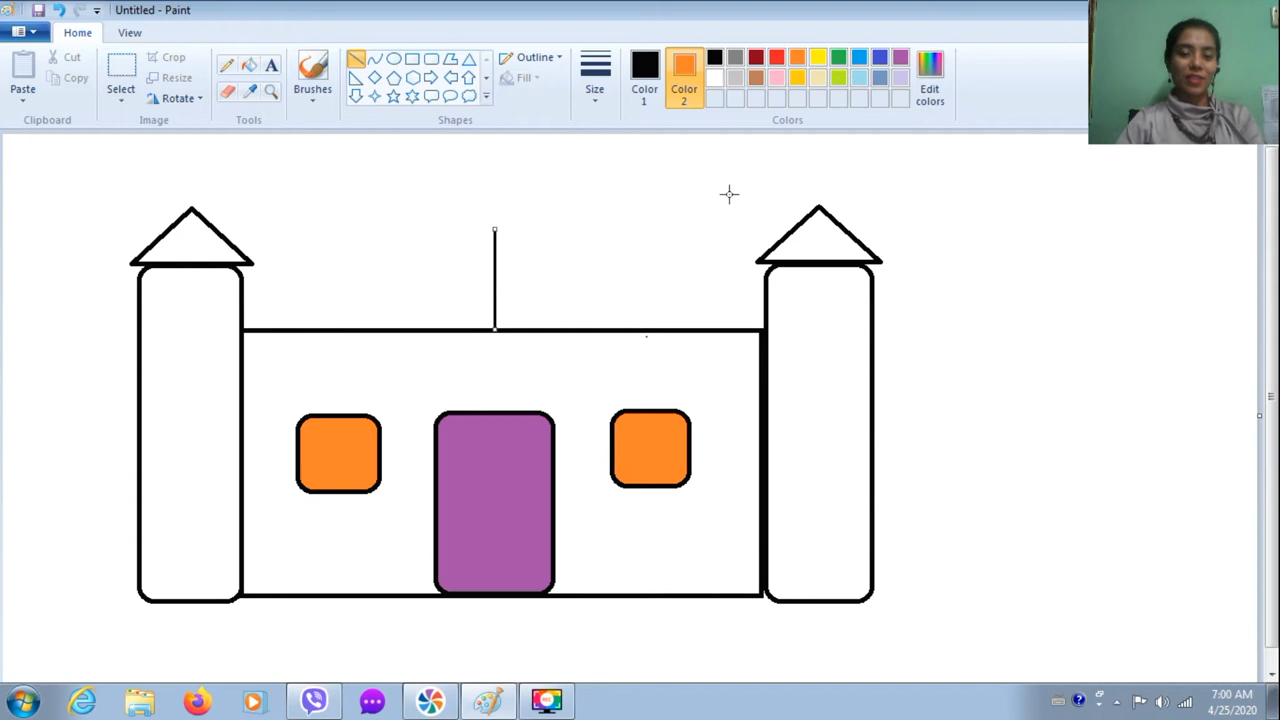 Untitled - Paint
Home View
Paste
Cut
Copy
Clipboard
Select
Crop
Resize
Rotate
Image
A
Tools
Brushes
Outline
Fill
Shapes
Size
Color 1
Color 2
Edit colors
Colors
7:00 AM
4/25/2020